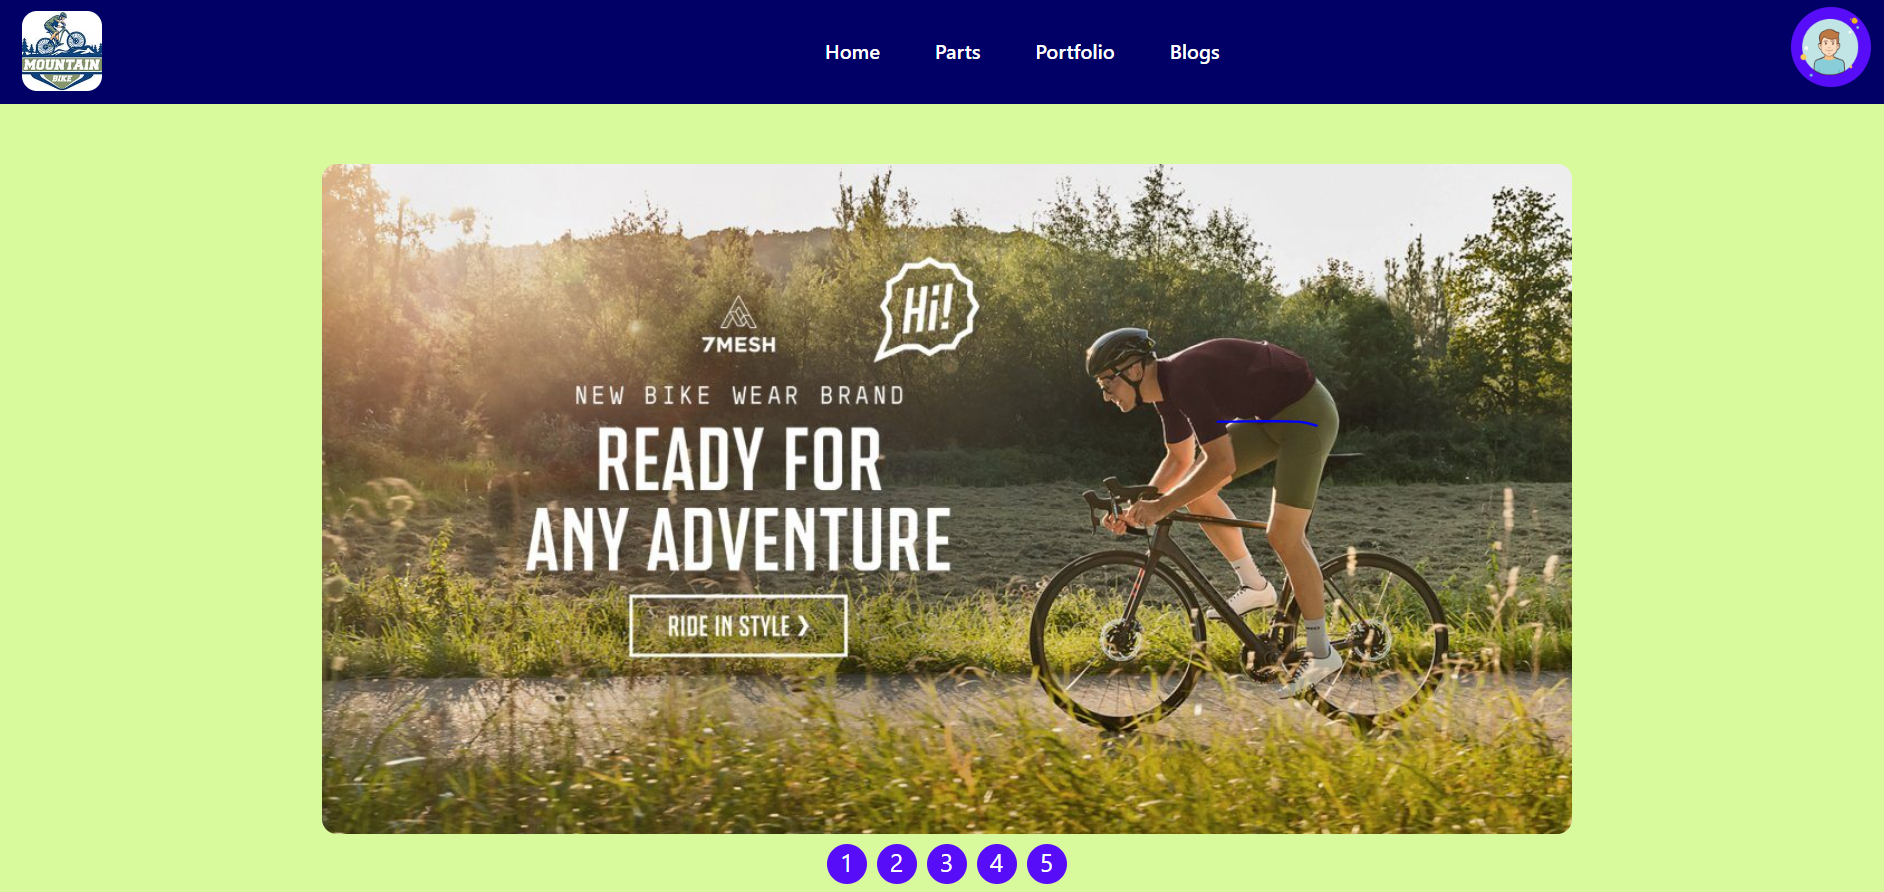 MOUNTAIN
BIKE
Home Parts Portfolio Blogs
Hi!
7MESH
NEW BIKE WEAR BRAND
READY FOR
ANY ADVENTURE
RIDE IN STYLE ❯
1 2 3 4 5